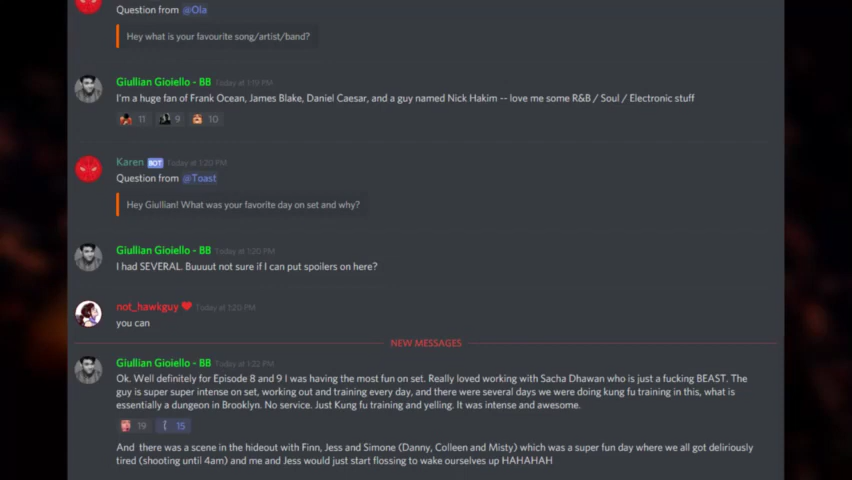 Question from @Ola
Hey what is your favourite song/artist/band?
Giullian Gioiello - BB Today at 1:19 PM
I'm a huge fan of Frank Ocean, James Blake, Daniel Caesar, and a guy named Nick Hakim -- love me some R&B / Soul / Electronic stuff
11 9 10
Karen BOT Today at 1:20 PM
Question from @Toast
Hey Giullian! What was your favorite day on set and why?
Giullian Gioiello - BB Today at 1:20 PM
I had SEVERAL. Buuuut not sure if I can put spoilers on here?
not_hawkguy Today at 1:20 PM
you can
NEW MESSAGES
Giullian Gioiello - BB Today at 1:22 PM
Ok. Well definitely for Episode 8 and 9 I was having the most fun on set. Really loved working with Sacha Dhawan who is just a fucking BEAST. The
guy is super super intense on set, working out and training every day, and there were several days we were doing kung fu training in this, what is
essentially a dungeon in Brooklyn. No service. Just Kung fu training and yelling. It was intense and awesome.
19 15
And there was a scene in the hideout with Finn, Jess and Simone (Danny, Colleen and Misty) which was a super fun day where we all got deliriously
tired (shooting until 4am) and me and Jess would just start flossing to wake ourselves up HAHAHAH